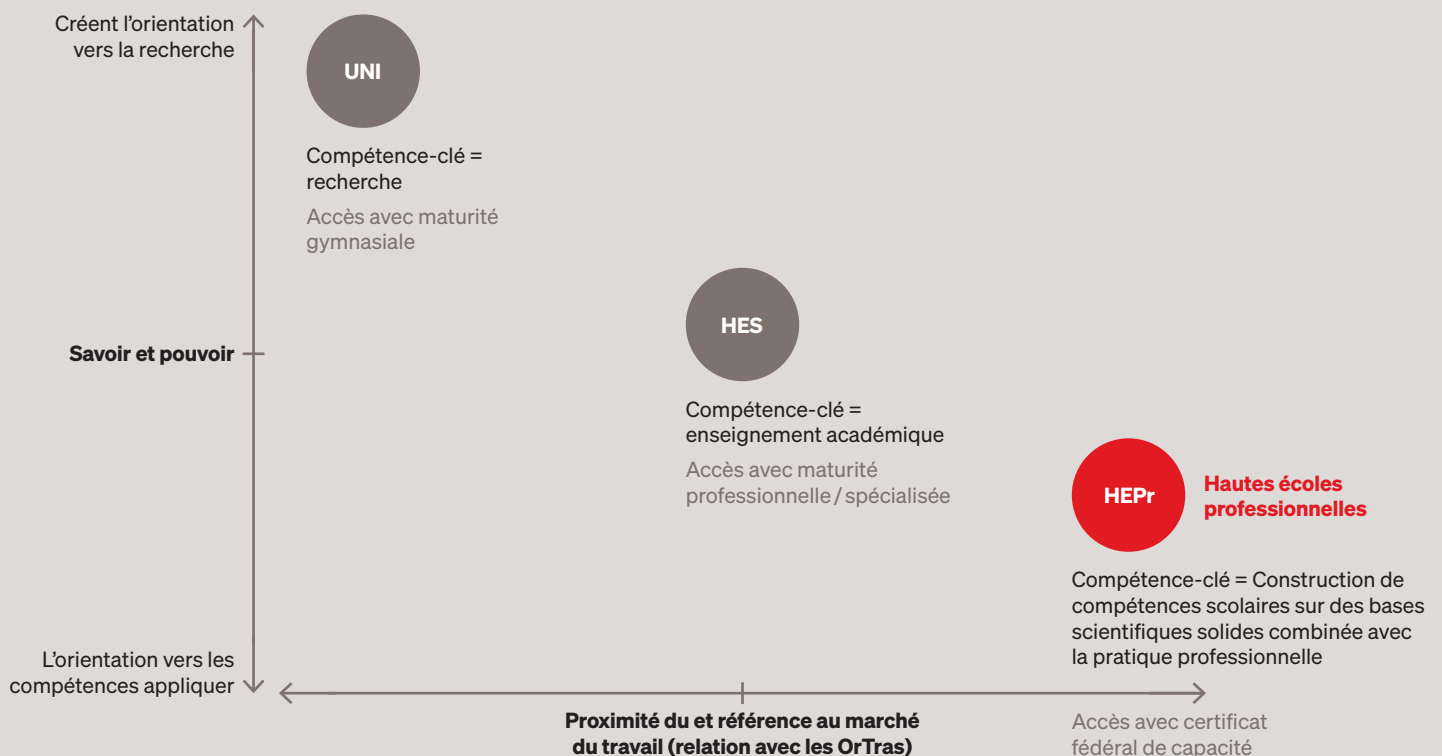 Créent l'orientation
vers la recherche
UNI
Compétence-clé =
recherche
Accès avec maturité
gymnasiale
Savoir et pouvoir
HES
Compétence-clé =
enseignement académique
Accès avec maturité
professionnelle / spécialisée
HEPr
Hautes écoles
professionnelles
Compétence-clé = Construction de
compétences scolaires sur des bases
scientifiques solides combinée avec
la pratique professionnelle
L'orientation vers les
compétences appliquer
Proximité du et référence au marché
du travail (relation avec les OrTras)
Accès avec certificat
fédéral de capacité